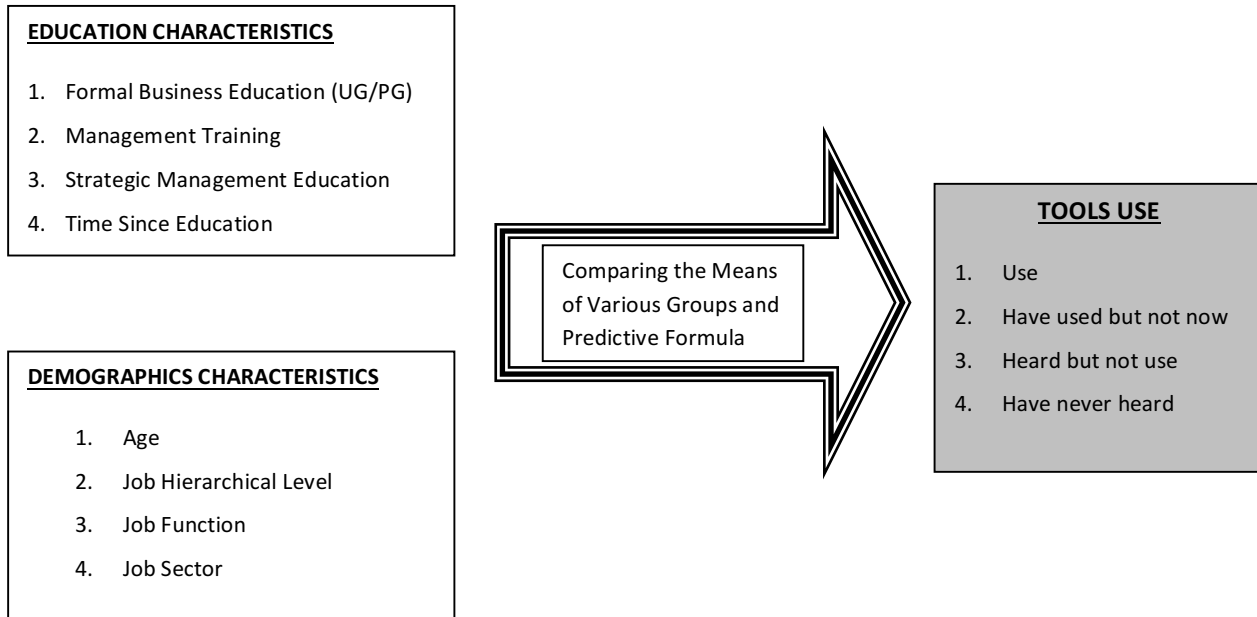 EDUCATION CHARACTERISTICS
1. Formal Business Education (UG/PG)
2. Management Training
3. Strategic Management Education
4. Time Since Education
DEMOGRAPHICS CHARACTERISTICS
1. Age
2. Job Hierarchical Level
3. Job Function
4. Job Sector
Comparing the Means
of Various Groups and
Predictive Formula
TOOLS USE
1. Use
2. Have used but not now
3. Heard but not use
4. Have never heard